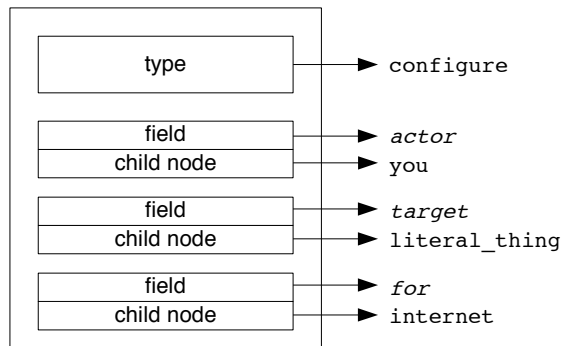 type configure
field actor
child node you
field target
child node literal_thing
field for
child node internet